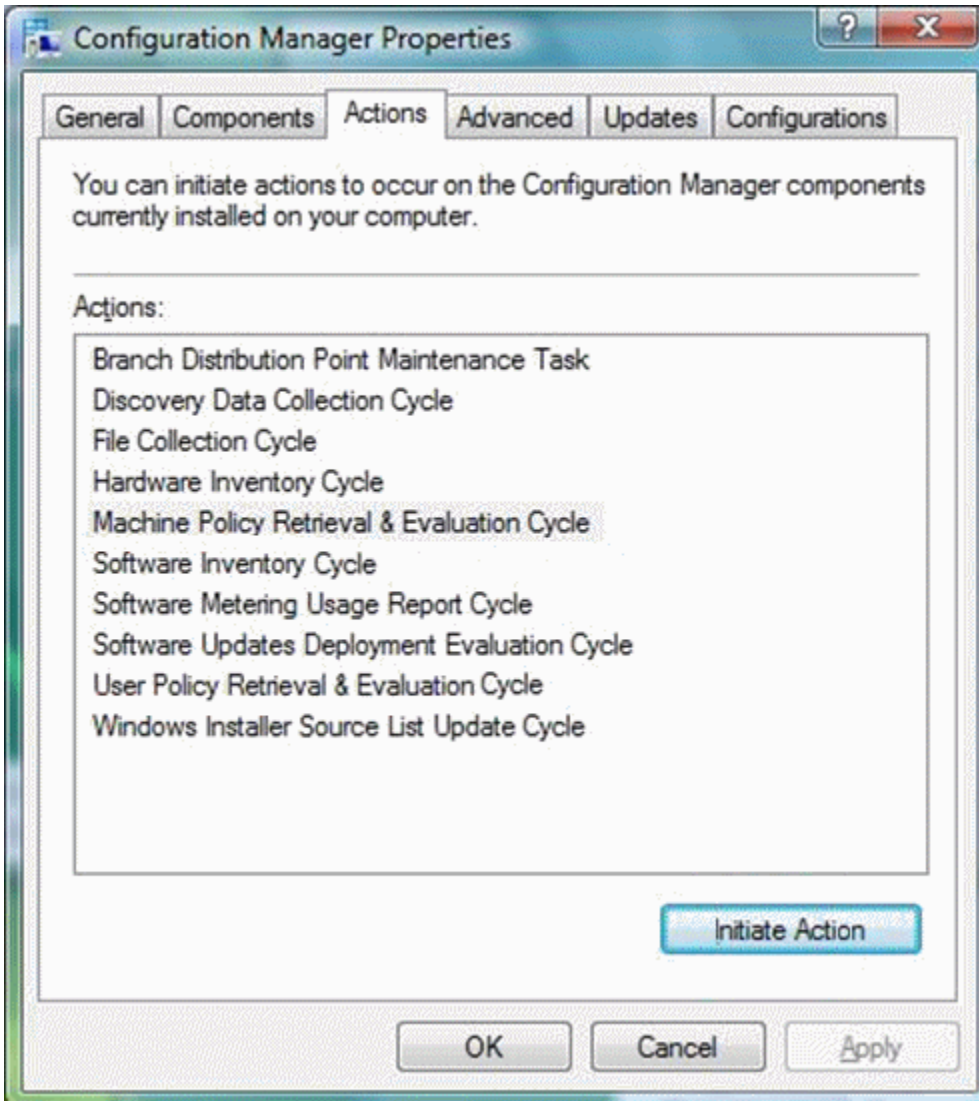 Configuration Manager Properties
?
X
General
Components
Actions
Advanced
Updates
Configurations
You can initiate actions to occur on the Configuration Manager components
currently installed on your computer.
Actions:
Branch Distribution Point Maintenance Task
Discovery Data Collection Cycle
File Collection Cycle
Hardware Inventory Cycle
Machine Policy Retrieval & Evaluation Cycle
Software Inventory Cycle
Software Metering Usage Report Cycle
Software Updates Deployment Evaluation Cycle
User Policy Retrieval & Evaluation Cycle
Windows Installer Source List Update Cycle
Initiate Action
OK
Cancel
Apply